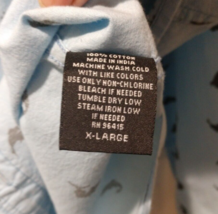 100% COTTON
MADE IN INDIA
MACHINE WASH COLD
WITH LIKE COLORS
USE ONLY NON-CHLORINE
BLEACH IF NEEDED
TUMBLE DRY LOW
STEAM IRON LOW
IF NEEDED
RN 96415
X-LARGE